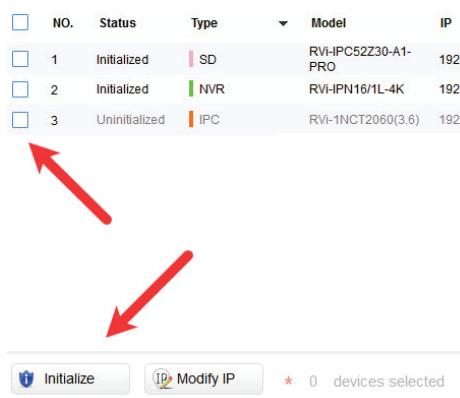 NO. Status Type Model IP
1 Initialized SD RVi-IPC52Z30-A1-PRO 192
2 Initialized NVR RVi-IPN16/1L-4K 192
3 Uninitialized IPC RVi-1NCT2060(3.6) 192
Initialize Modify IP * 0 devices selected